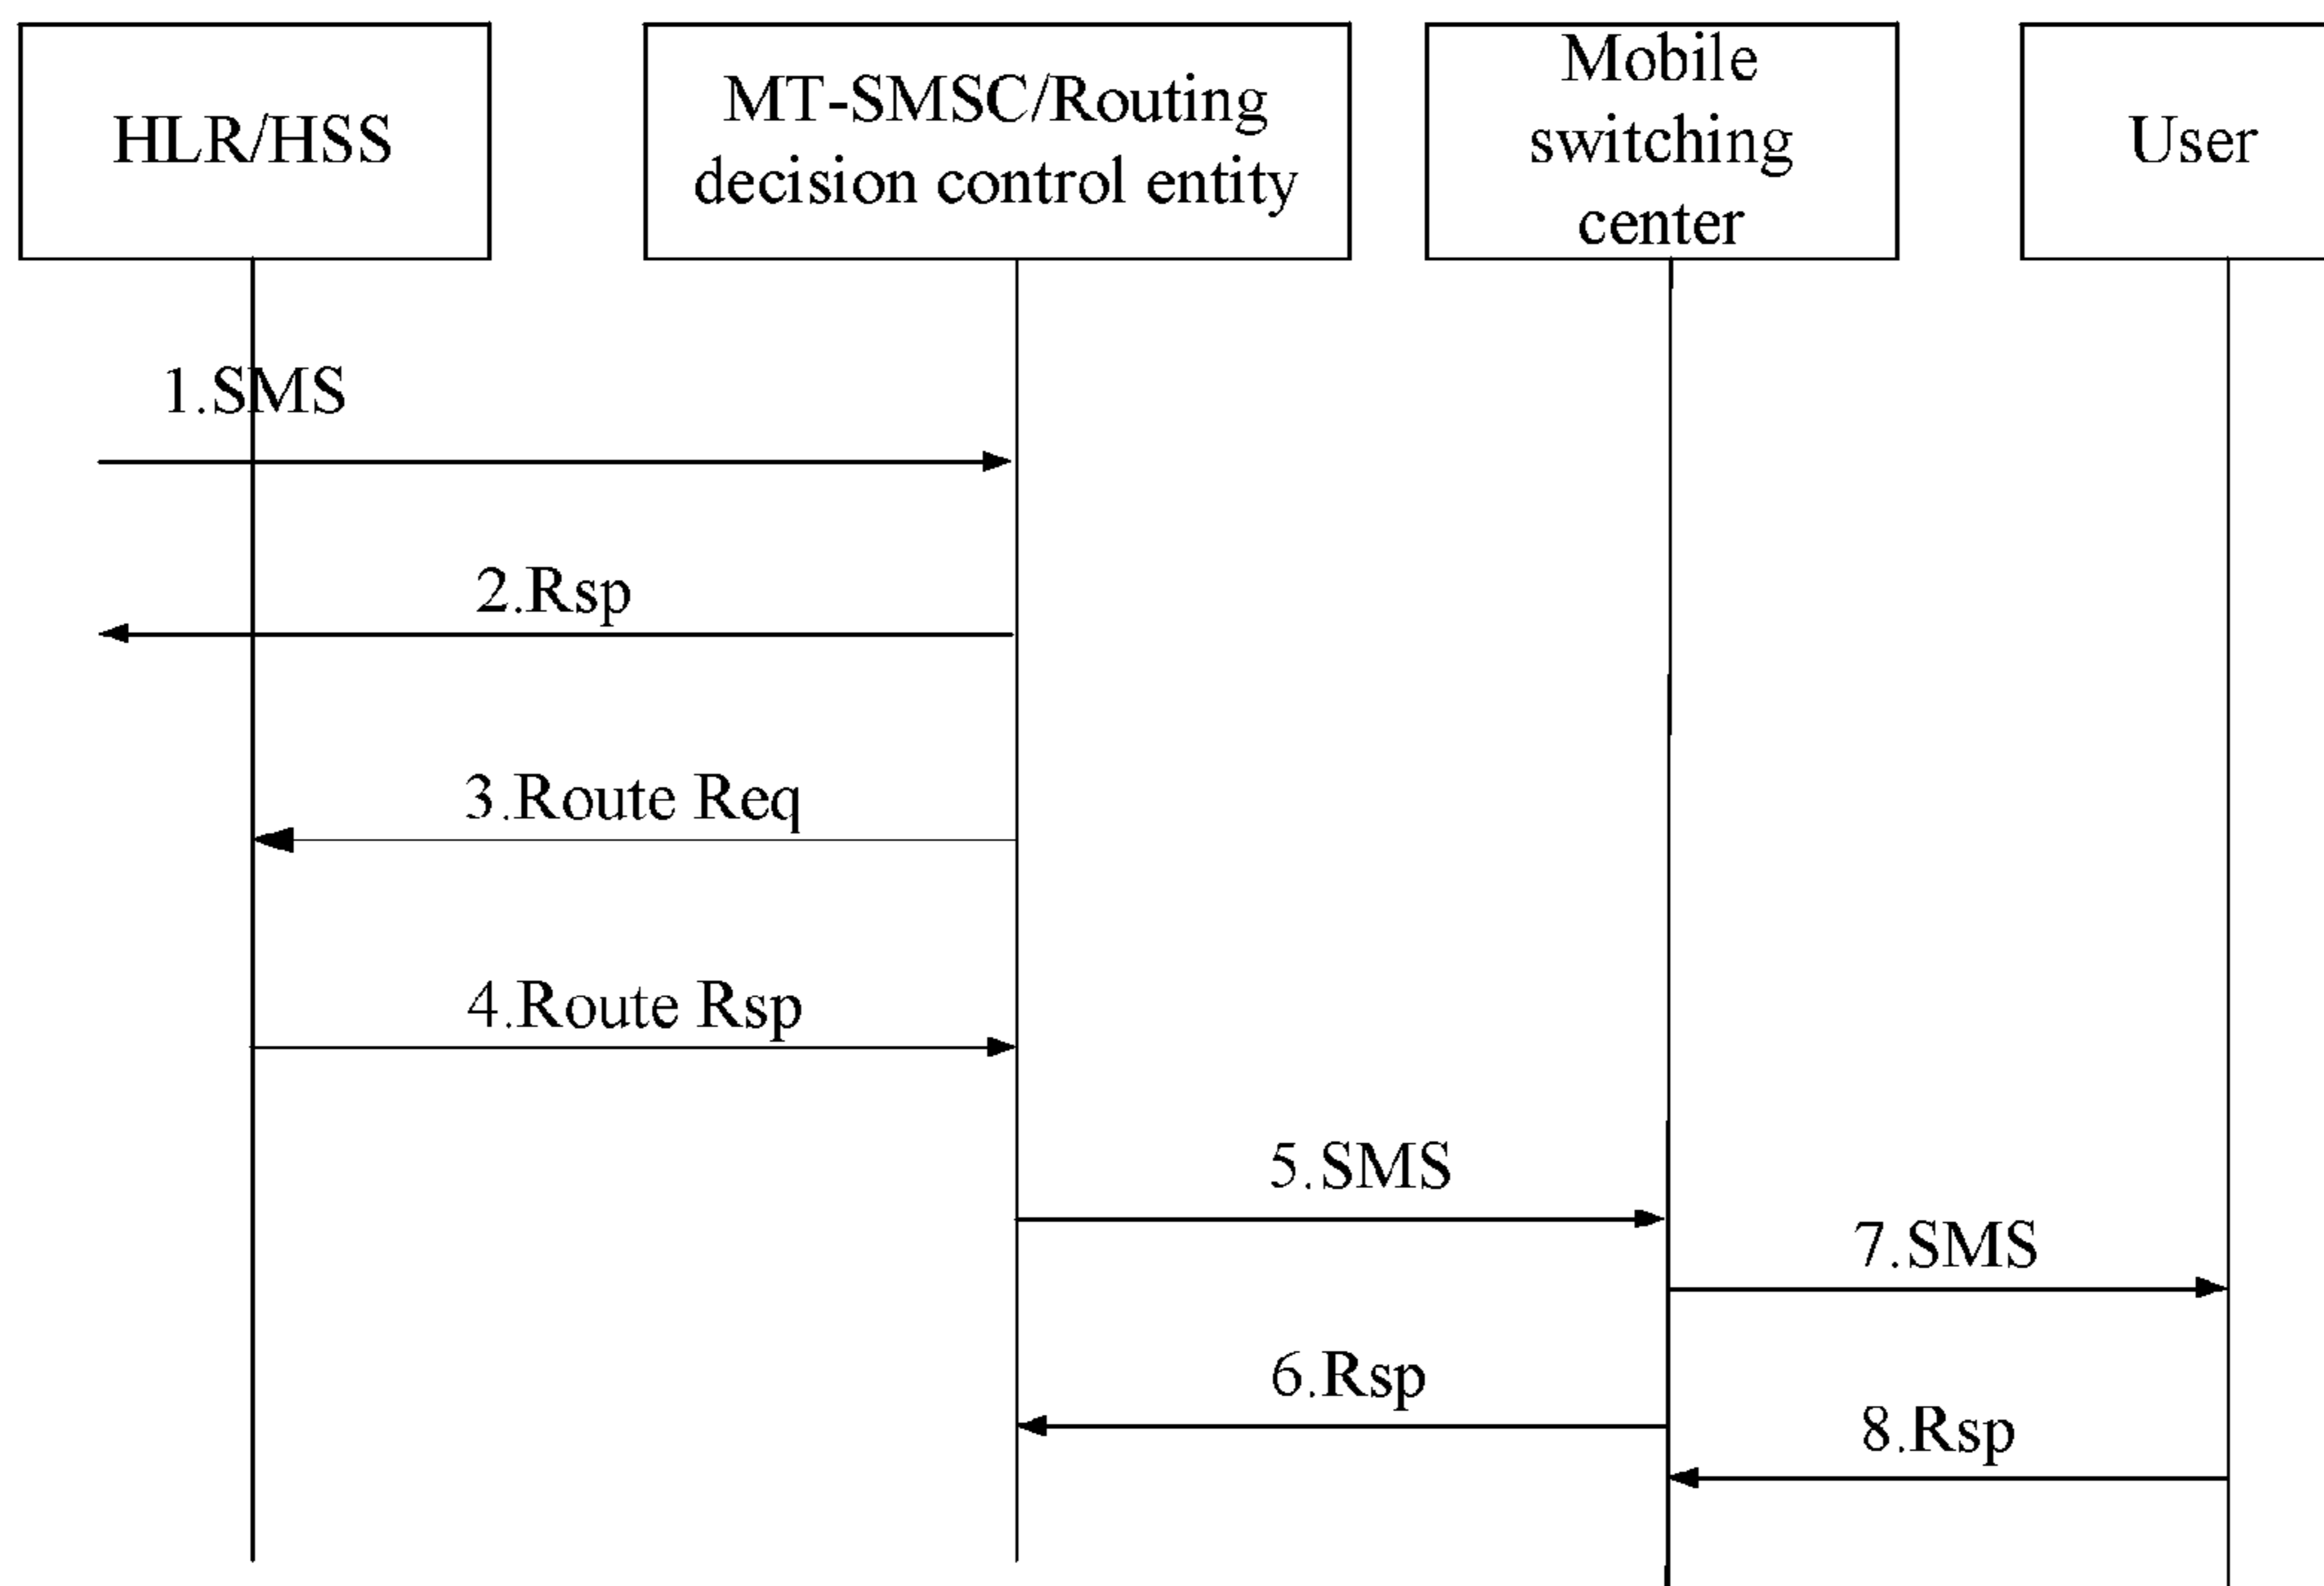 HLR/HSS
MT-SMSC/Routing
decision control entity
Mobile
switching
center
User
1.SMS
2.Rsp
3.Route Req
4.Route Rsp
5.SMS
7.SMS
6.Rsp
8.Rsp